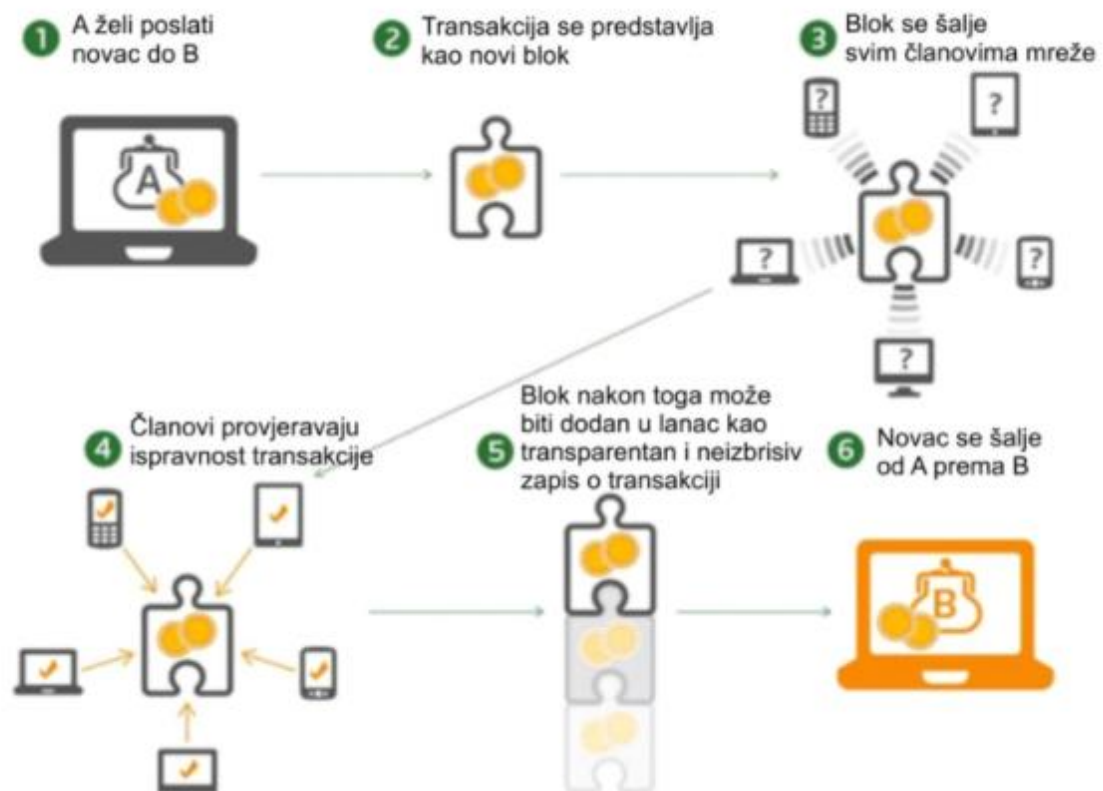 1 A želi poslati
novac do B
2 Transakcija se predstavlja
kao novi blok
3 Blok se šalje
svim članovima mreže
A
?
?
?
?
?
4 Članovi provjeravaju
ispravnost transakcije
5 Blok nakon toga može
biti dodan u lanac kao
transparentan i neizbrisiv
zapis o transakciji
6 Novac se šalje
od A prema B
B